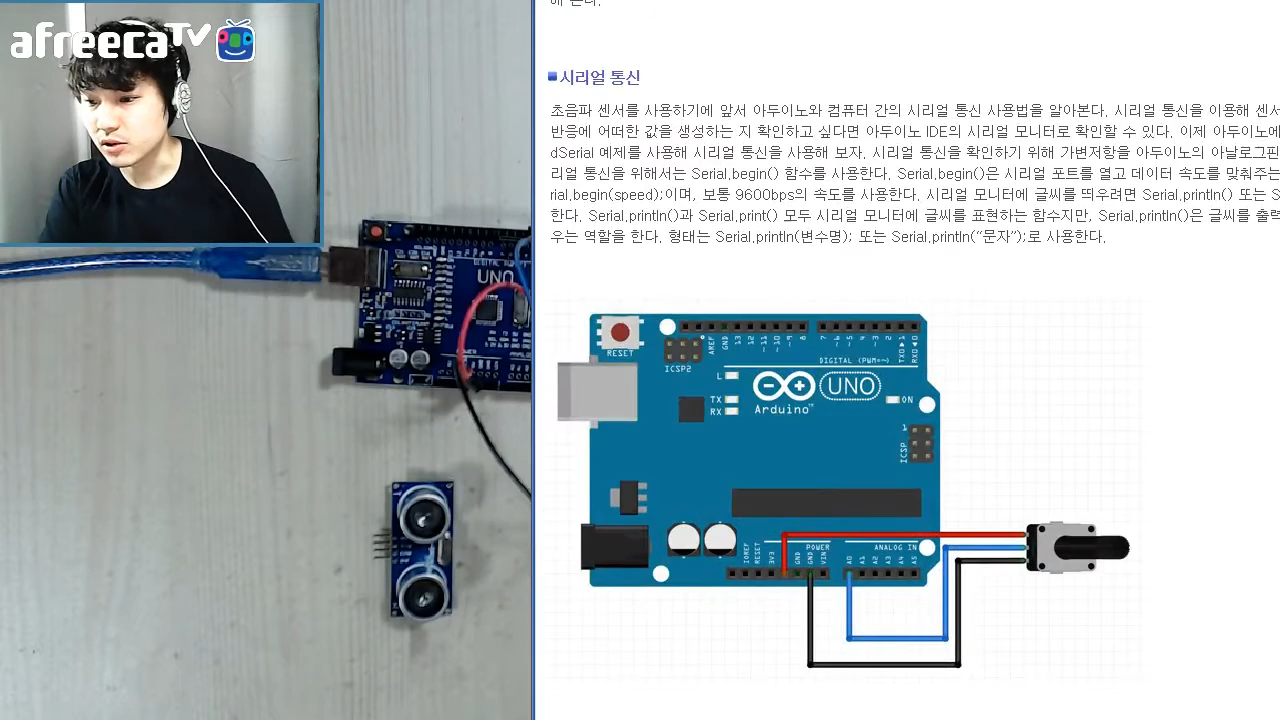 afreecaTV
해 본다.
시리얼 통신
초음파 센서를 사용하기에 앞서 아두이노와 컴퓨터 간의 시리얼 통신 사용법을 알아본다. 시리얼 통신을 이용해 센서
반응에 어떠한 값을 생성하는 지 확인하고 싶다면 아두이노 IDE의 시리얼 모니터로 확인할 수 있다. 이제 아두이노에
dSerial 예제를 사용해 시리얼 통신을 사용해 보자. 시리얼 통신을 확인하기 위해 가변저항을 아두이노의 아날로그핀
리얼 통신을 위해서는 Serial.begin() 함수를 사용한다. Serial.begin()은 시리얼 포트를 열고 데이터 속도를 맞춰주는
rial.begin(speed);이며, 보통 9600bps의 속도를 사용한다. 시리얼 모니터에 글씨를 띄우려면 Serial.println() 또는 S
한다. Serial.println()과 Serial.print() 모두 시리얼 모니터에 글씨를 표현하는 함수지만, Serial.println()은 글씨를 출력
우는 역할을 한다. 형태는 Serial.println(변수명); 또는 Serial.println(“문자”);로 사용한다.
UNO
RESET
ICSP2
AREF
GND
13
12
~11
~10
~9
8
7
~6
~5
4
~3
2
TX0▶1
RX0◀0
DIGITAL (PWM=~)
L
TX
RX
UNO
Arduino™
ON
1
ICSP
IOREF
RESET
3V3
GND
GND
VIN
POWER
ANALOG IN
A0
A1
A2
A3
A4
A5